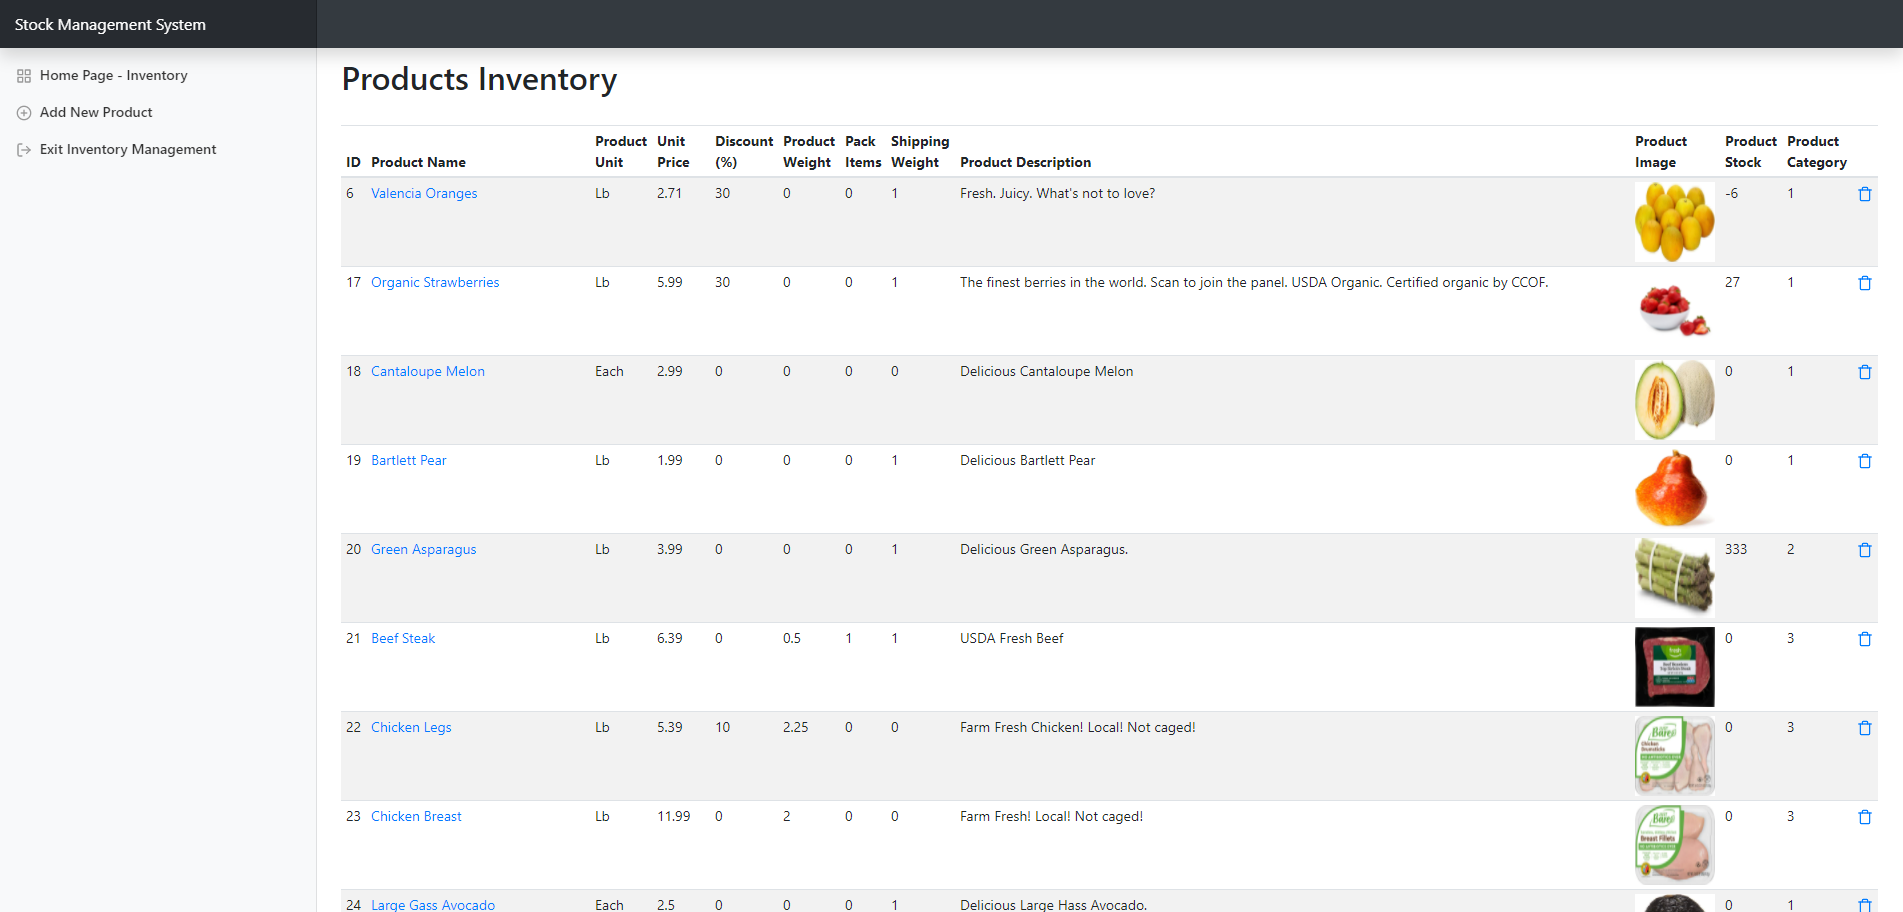 Stock Management System
Home Page - Inventory
Add New Product
Exit Inventory Management
Products Inventory
ID Product Name Product Unit Unit Price Discount (%) Product Weight Pack Items Shipping Weight Product Description Product Image Product Stock Product Category
6 Valencia Oranges Lb 2.71 30 0 0 1 Fresh. Juicy. What's not to love? -6 1
17 Organic Strawberries Lb 5.99 30 0 0 1 The finest berries in the world. Scan to join the panel. USDA Organic. Certified organic by CCOF. 27 1
18 Cantaloupe Melon Each 2.99 0 0 0 0 Delicious Cantaloupe Melon 0 1
19 Bartlett Pear Lb 1.99 0 0 0 1 Delicious Bartlett Pear 0 1
20 Green Asparagus Lb 3.99 0 0 0 1 Delicious Green Asparagus. 333 2
21 Beef Steak Lb 6.39 0 0.5 1 1 USDA Fresh Beef 0 3
fresh
22 Chicken Legs Lb 5.39 10 2.25 0 0 Farm Fresh Chicken! Local! Not caged! 0 3
Bare
Chicken
23 Chicken Breast Lb 11.99 0 2 0 0 Farm Fresh! Local! Not caged! 0 3
Bare
Breast Fillets
24 Large Gass Avocado Each 2.5 0 0 0 1 Delicious Large Hass Avocado. 0 1